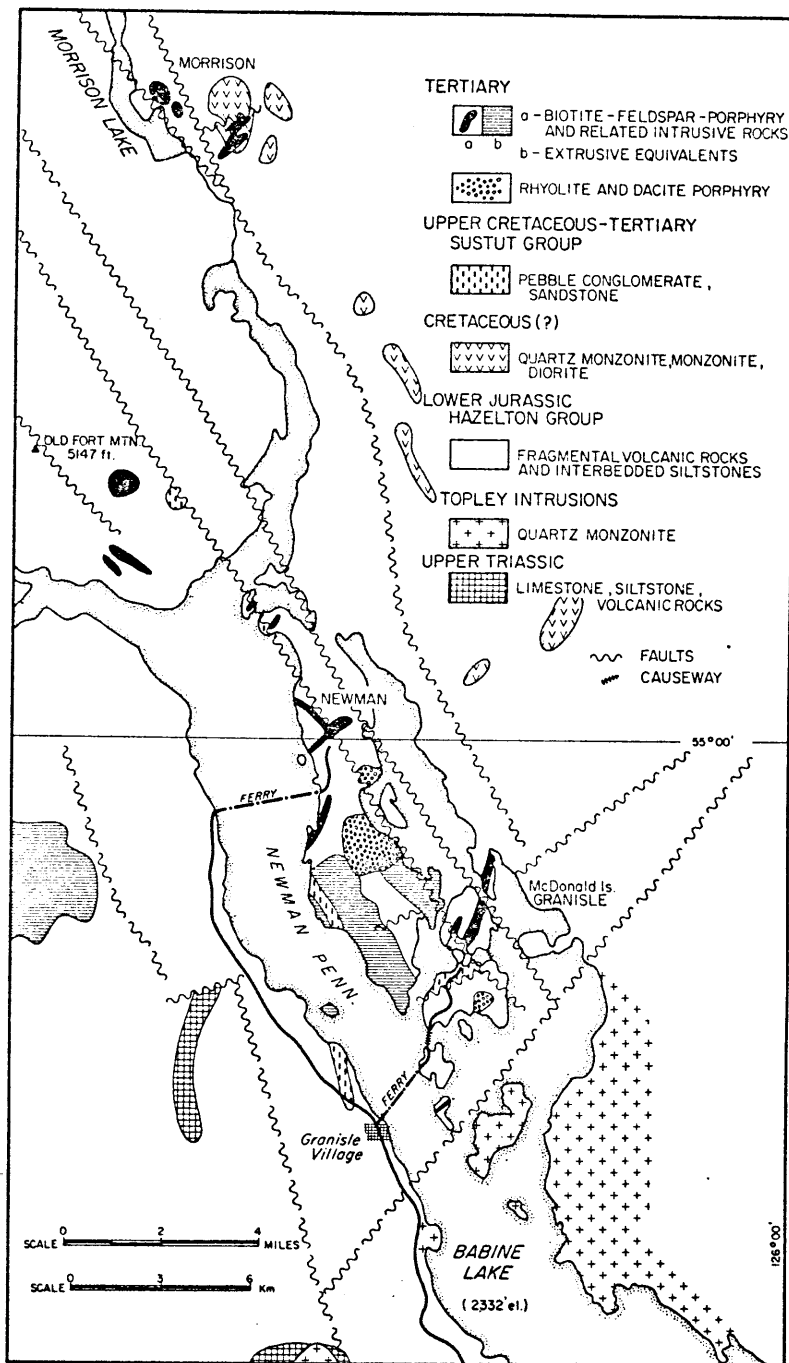 MORRISON
MORRISON LAKE
TERTIARY
a
b
a - BIOTITE-FELDSPAR-PORPHYRY
AND RELATED INTRUSIVE ROCKS
b - EXTRUSIVE EQUIVALENTS
RHYOLITE AND DACITE PORPHYRY
UPPER CRETACEOUS-TERTIARY
SUSTUT GROUP
PEBBLE CONGLOMERATE,
SANDSTONE
CRETACEOUS (?)
QUARTZ MONZONITE, MONZONITE,
DIORITE
LOWER JURASSIC
HAZELTON GROUP
FRAGMENTAL VOLCANIC ROCKS
AND INTERBEDDED SILTSTONES
TOPLEY INTRUSIONS
QUARTZ MONZONITE
UPPER TRIASSIC
LIMESTONE, SILTSTONE,
VOLCANIC ROCKS
FAULTS
CAUSEWAY
OLD FORT MTN.
5147 ft.
NEWMAN
55°00'
FERRY
NEWMAN PENN.
McDonald Is.
GRANISLE
FERRY
Granisle
Village
BABINE
LAKE
(2332' el.)
126°00'
0 2 4
SCALE MILES
0 3 6
SCALE Km